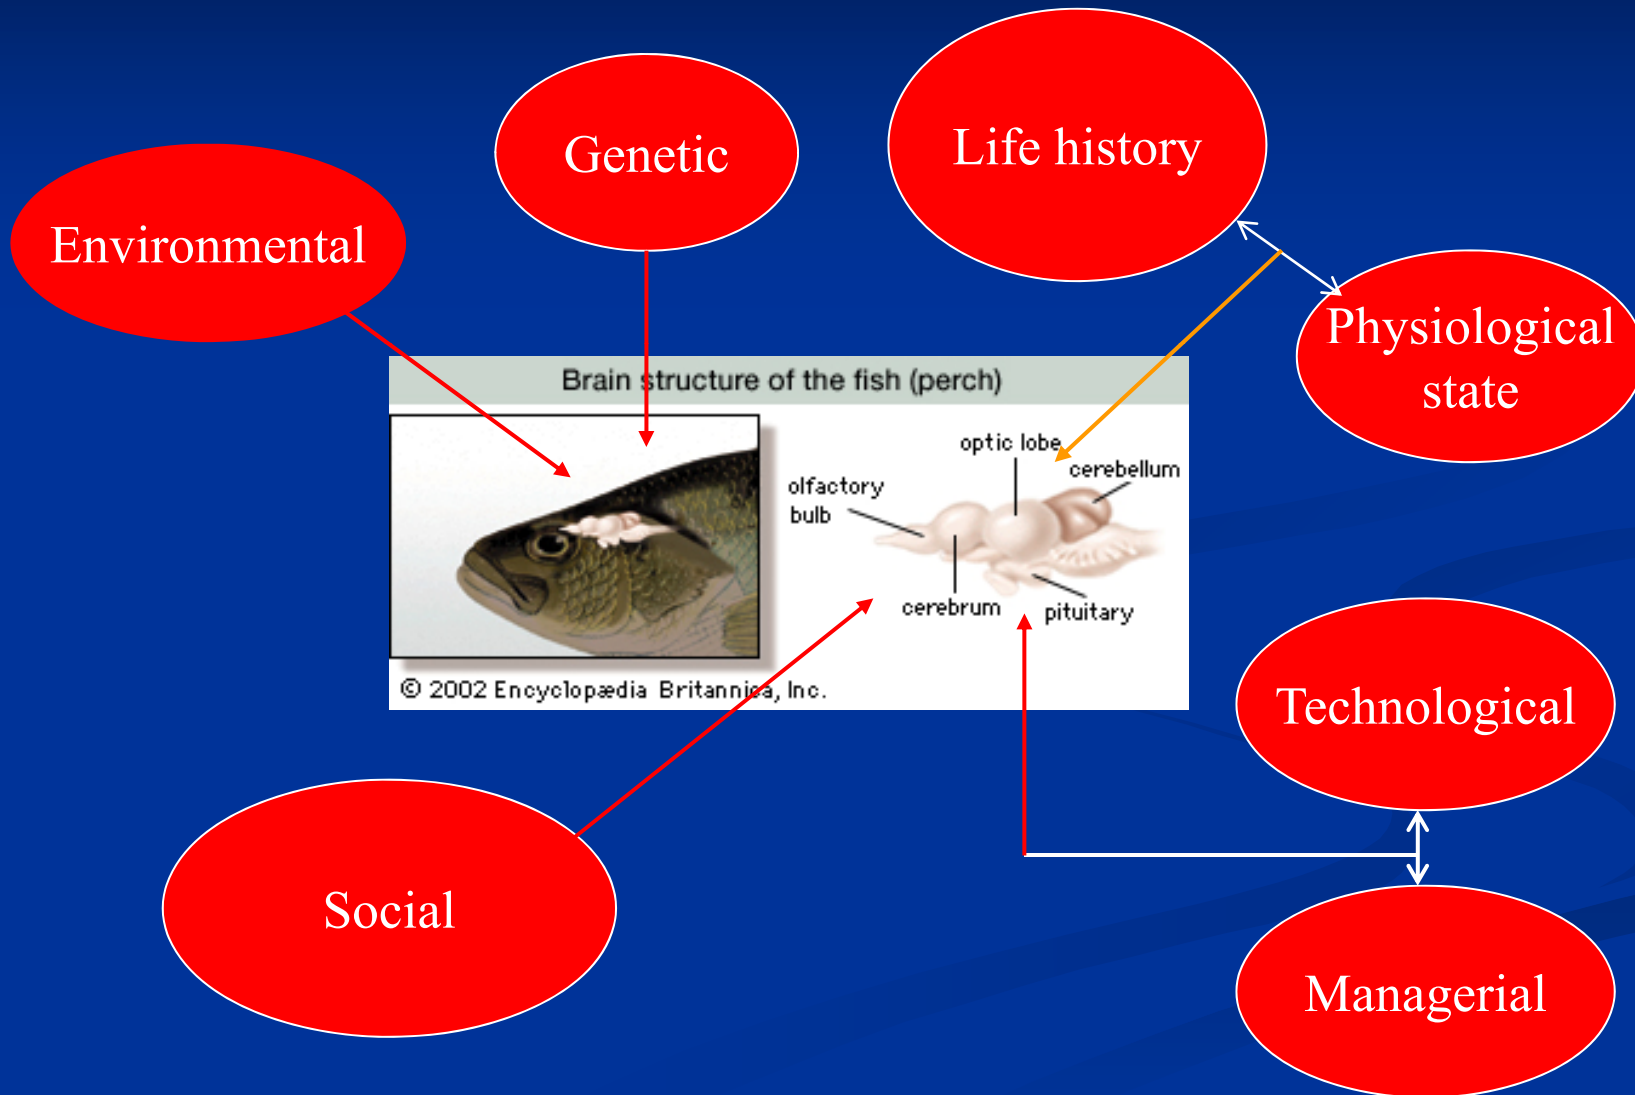 Life history
Genetic
Environmental
Physiological
state
Brain structure of the fish (perch)
optic lobe
cerebellum
olfactory
bulb
cerebrum
pituitary
© 2002 Encyclopædia Britannica, Inc.
Technological
Social
Managerial